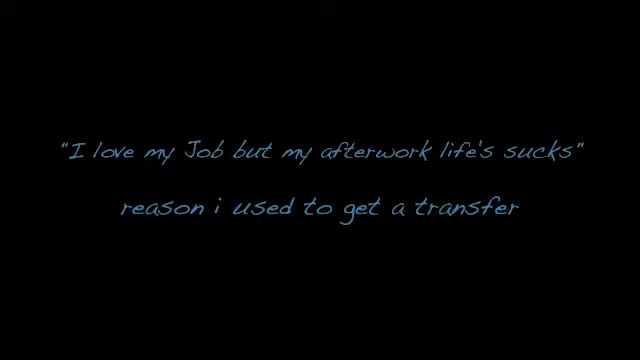 "I love my Job but my afterwork life's sucks"
reason i used to get a transfer